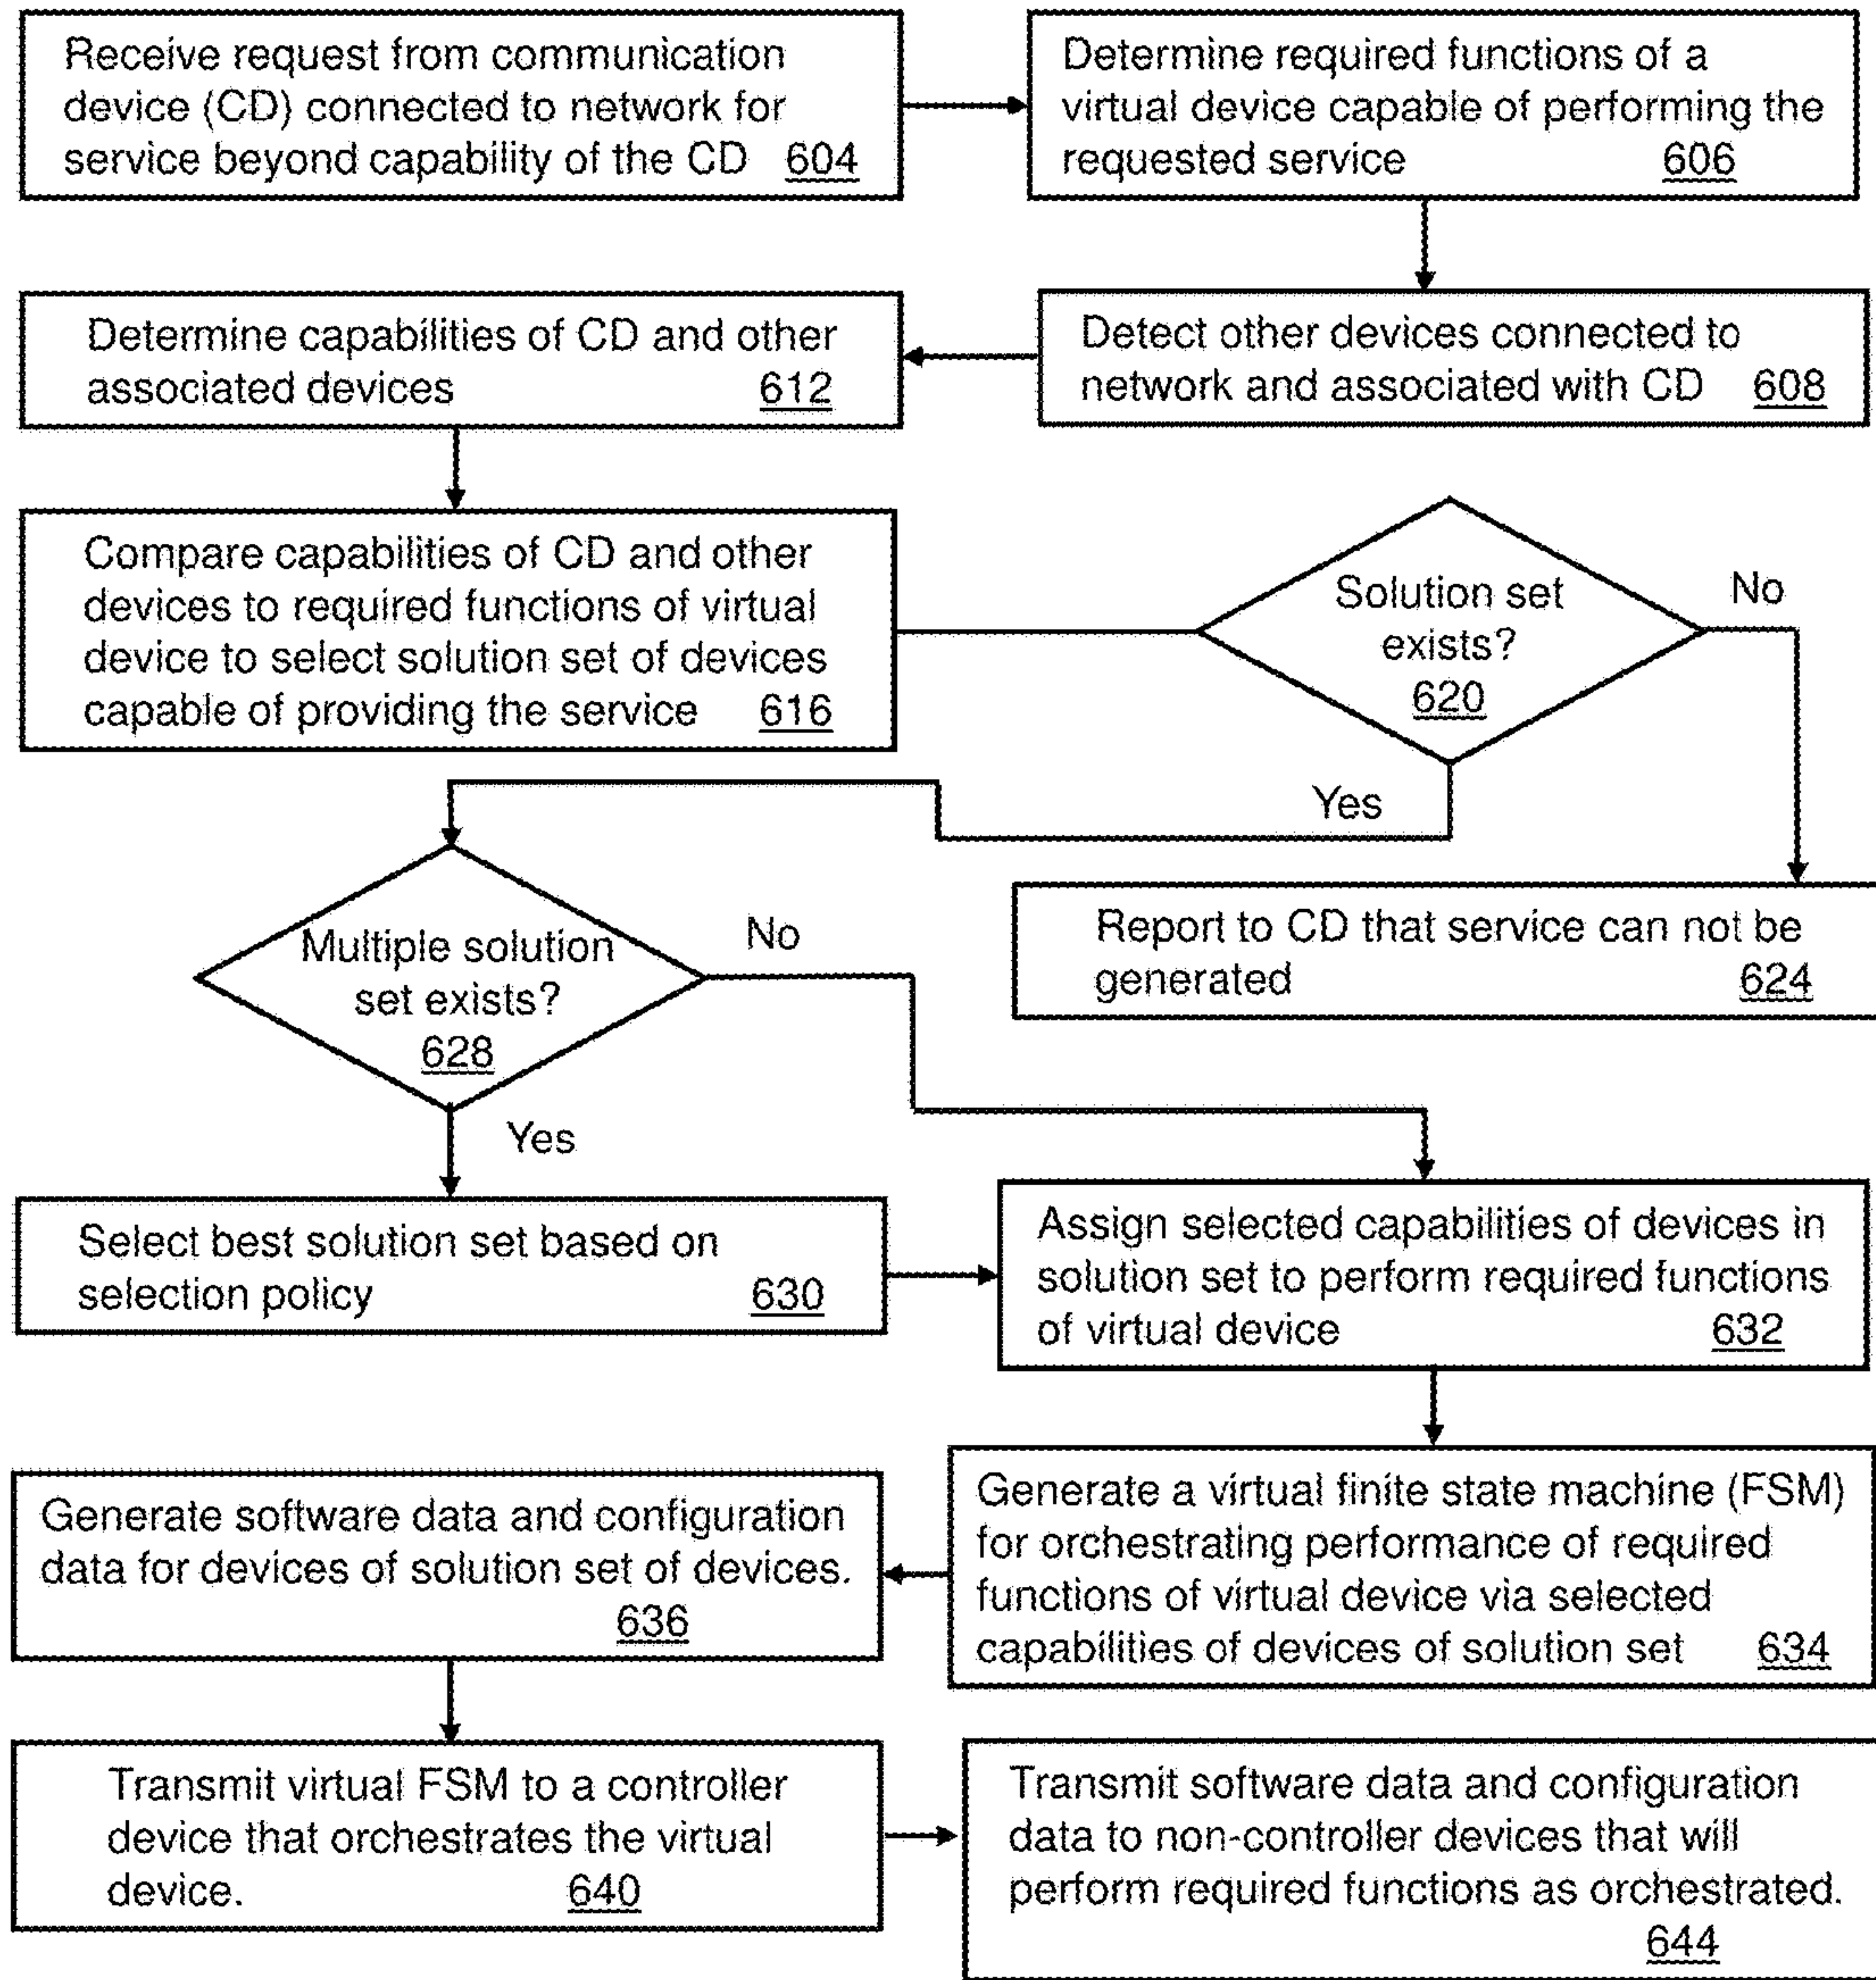 Receive request from communication
device (CD) connected to network for
service beyond capability of the CD 604
Determine required functions of a
virtual device capable of performing the
requested service 606
Detect other devices connected to
network and associated with CD 608
Determine capabilities of CD and other
associated devices 612
Compare capabilities of CD and other
devices to required functions of virtual
device to select solution set of devices
capable of providing the service 616
Solution set
exists?
620
No
Yes
Report to CD that service can not be
generated 624
Multiple solution
set exists?
628
No
Yes
Select best solution set based on
selection policy 630
Assign selected capabilities of devices in
solution set to perform required functions
of virtual device 632
Generate a virtual finite state machine (FSM)
for orchestrating performance of required
functions of virtual device via selected
capabilities of devices of solution set 634
Generate software data and configuration
data for devices of solution set of devices.
636
Transmit virtual FSM to a controller
device that orchestrates the virtual
device. 640
Transmit software data and configuration
data to non-controller devices that will
perform required functions as orchestrated.
644